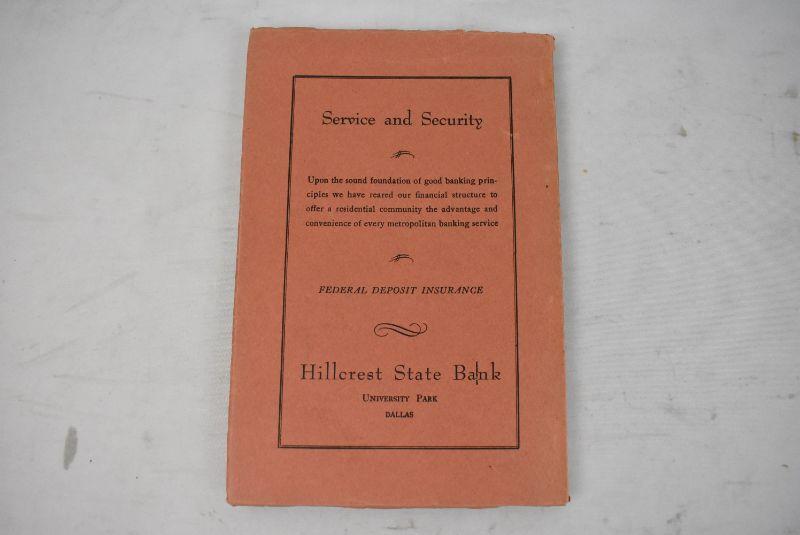 Service and Security
Upon the sound foundation of good banking prin-
ciples we have reared our financial structure to
offer a residential community the advantage and
convenience of every metropolitan banking service
FEDERAL DEPOSIT INSURANCE
Hillcrest State Bank
University Park
DALLAS